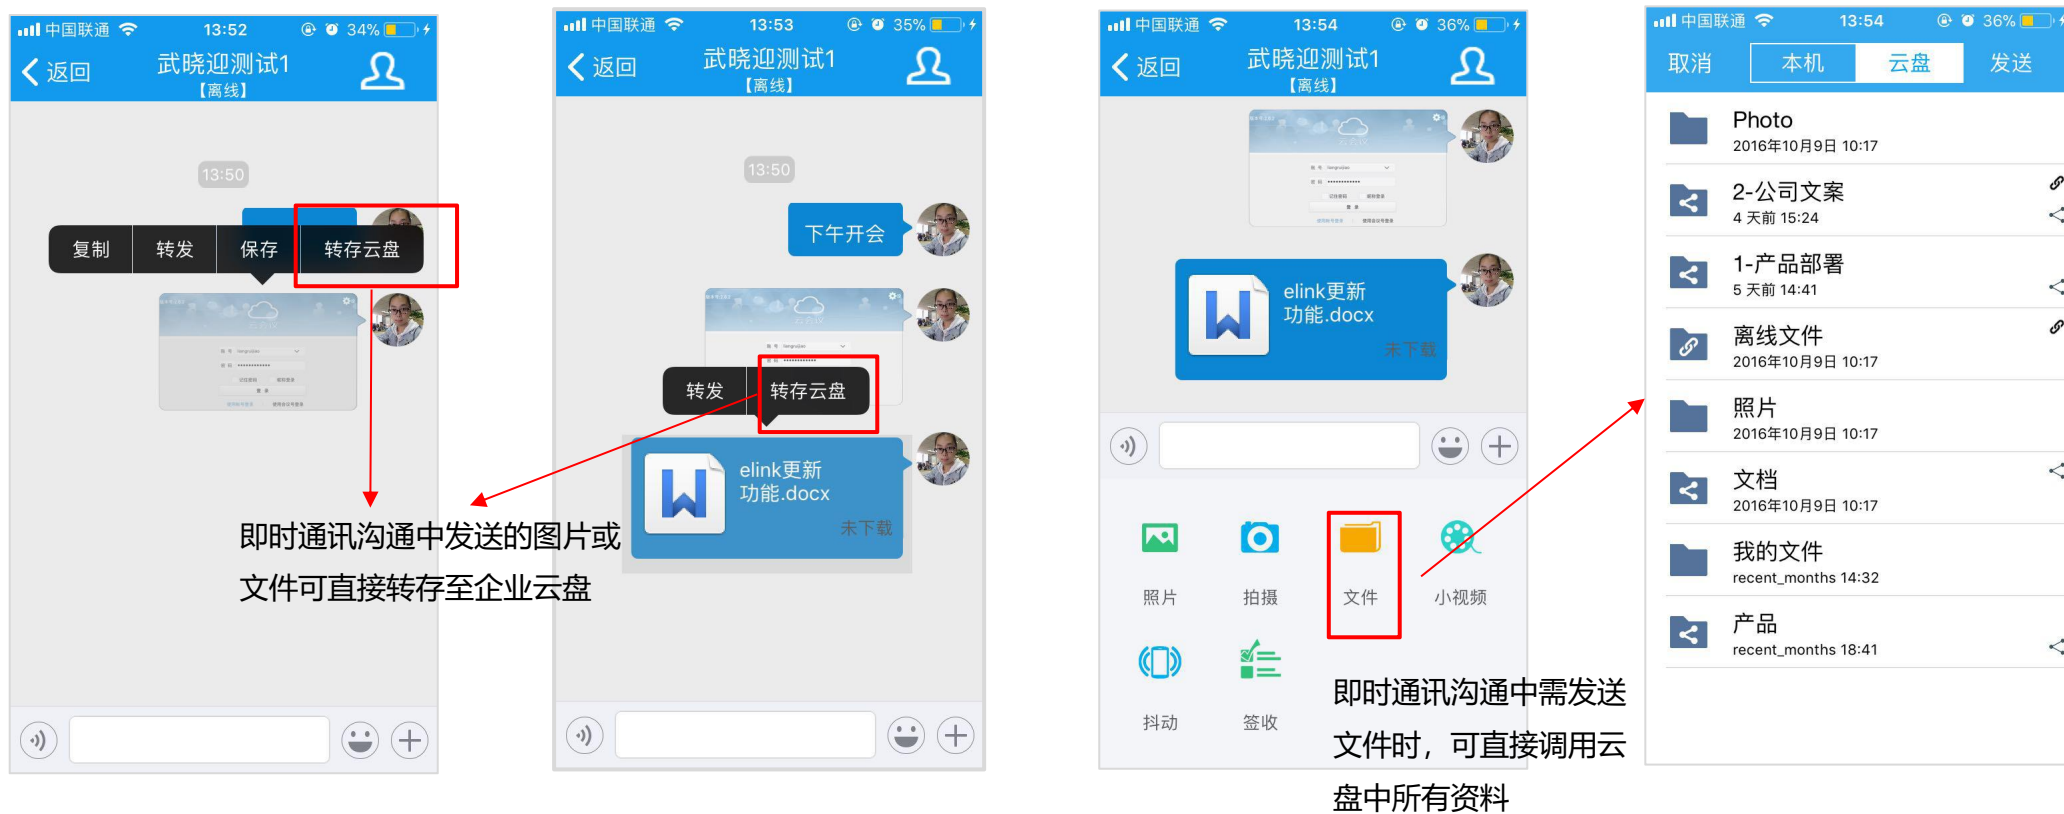 中国联通 13:52 34%
返回 武晓迎测试1
【离线】
13:50
复制 转发 保存 转存云盘
中国联通 13:53 35%
返回 武晓迎测试1
【离线】
13:50
下午开会
转发 转存云盘
elink更新
功能.docx
未下载
即时通讯沟通中发送的图片或
文件可直接转存至企业云盘
中国联通 13:54 36%
返回 武晓迎测试1
【离线】
elink更新
功能.docx
未下载
照片 拍摄 文件 小视频
抖动 签收
即时通讯沟通中需发送
文件时，可直接调用云
盘中所有资料
中国联通 13:54 36%
取消 本机 云盘 发送
Photo
2016年10月9日 10:17
2-公司文案
4 天前 15:24
1-产品部署
5 天前 14:41
离线文件
2016年10月9日 10:17
照片
2016年10月9日 10:17
文档
2016年10月9日 10:17
我的文件
recent_months 14:32
产品
recent_months 18:41